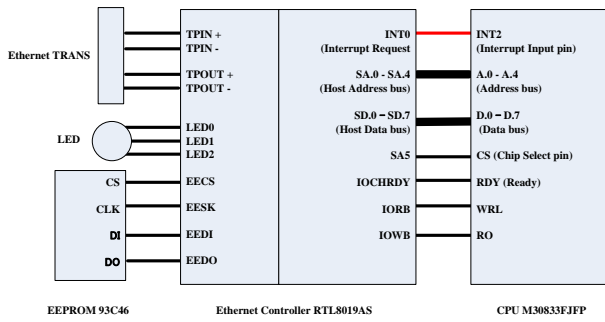 Ethernet TRANS
TPIN +
TPIN -
TPOUT +
TPOUT -
LED
LED0
LED1
LED2
CS
CLK
DI
DO
EECS
EESK
EEDI
EEDO
INT0
(Interrupt Request
SA.0 - SA.4
(Host Address bus)
SD.0 – SD.7
(Host Data bus)
SA5
IOCHRDY
IORB
IOWB
INT2
(Interrupt Input pin)
A.0 - A.4
(Address bus)
D.0 – D.7
(Data bus)
CS (Chip Select pin)
RDY (Ready)
WRL
RO
EEPROM 93C46
Ethernet Controller RTL8019AS
CPU M30833FJFP